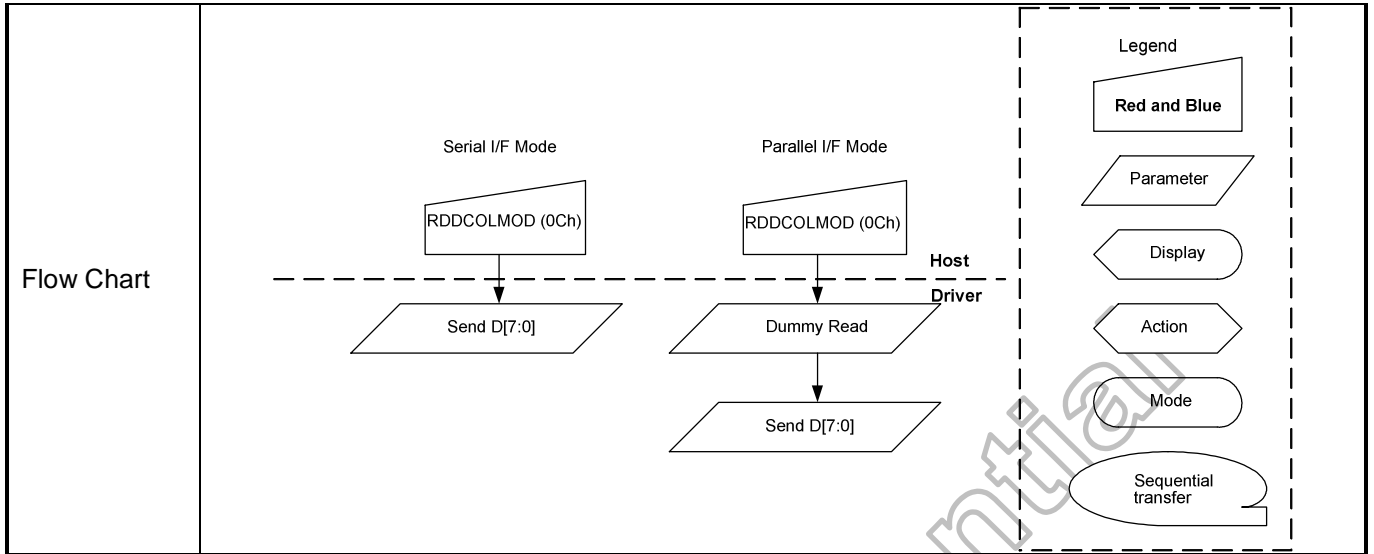 Flow Chart
Serial I/F Mode
RDDCOLMOD (0Ch)
Send D[7:0]
Parallel I/F Mode
RDDCOLMOD (0Ch)
Host
Driver
Dummy Read
Send D[7:0]
Legend
Red and Blue
Parameter
Display
Action
Mode
Sequential
transfer